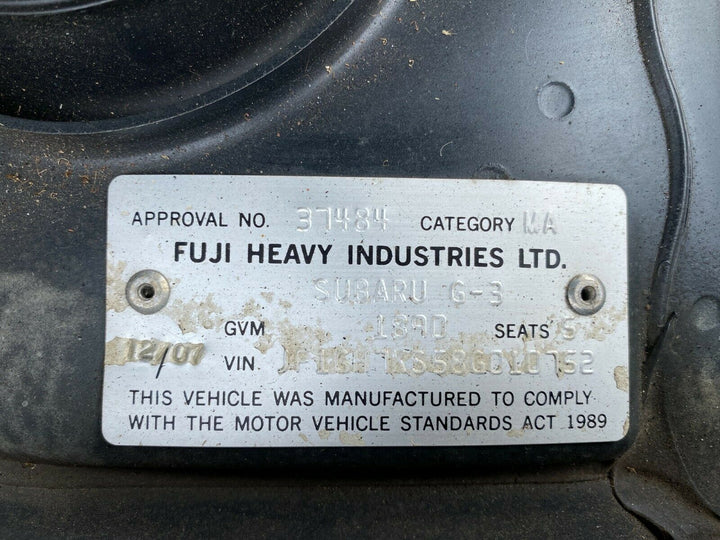 APPROVAL NO. 37484 CATEGORY MA
FUJI HEAVY INDUSTRIES LTD.
SUBARU G-3
GVM 1890 SEATS 5
12/07 VIN
THIS VEHICLE WAS MANUFACTURED TO COMPLY
WITH THE MOTOR VEHICLE STANDARDS ACT 1989